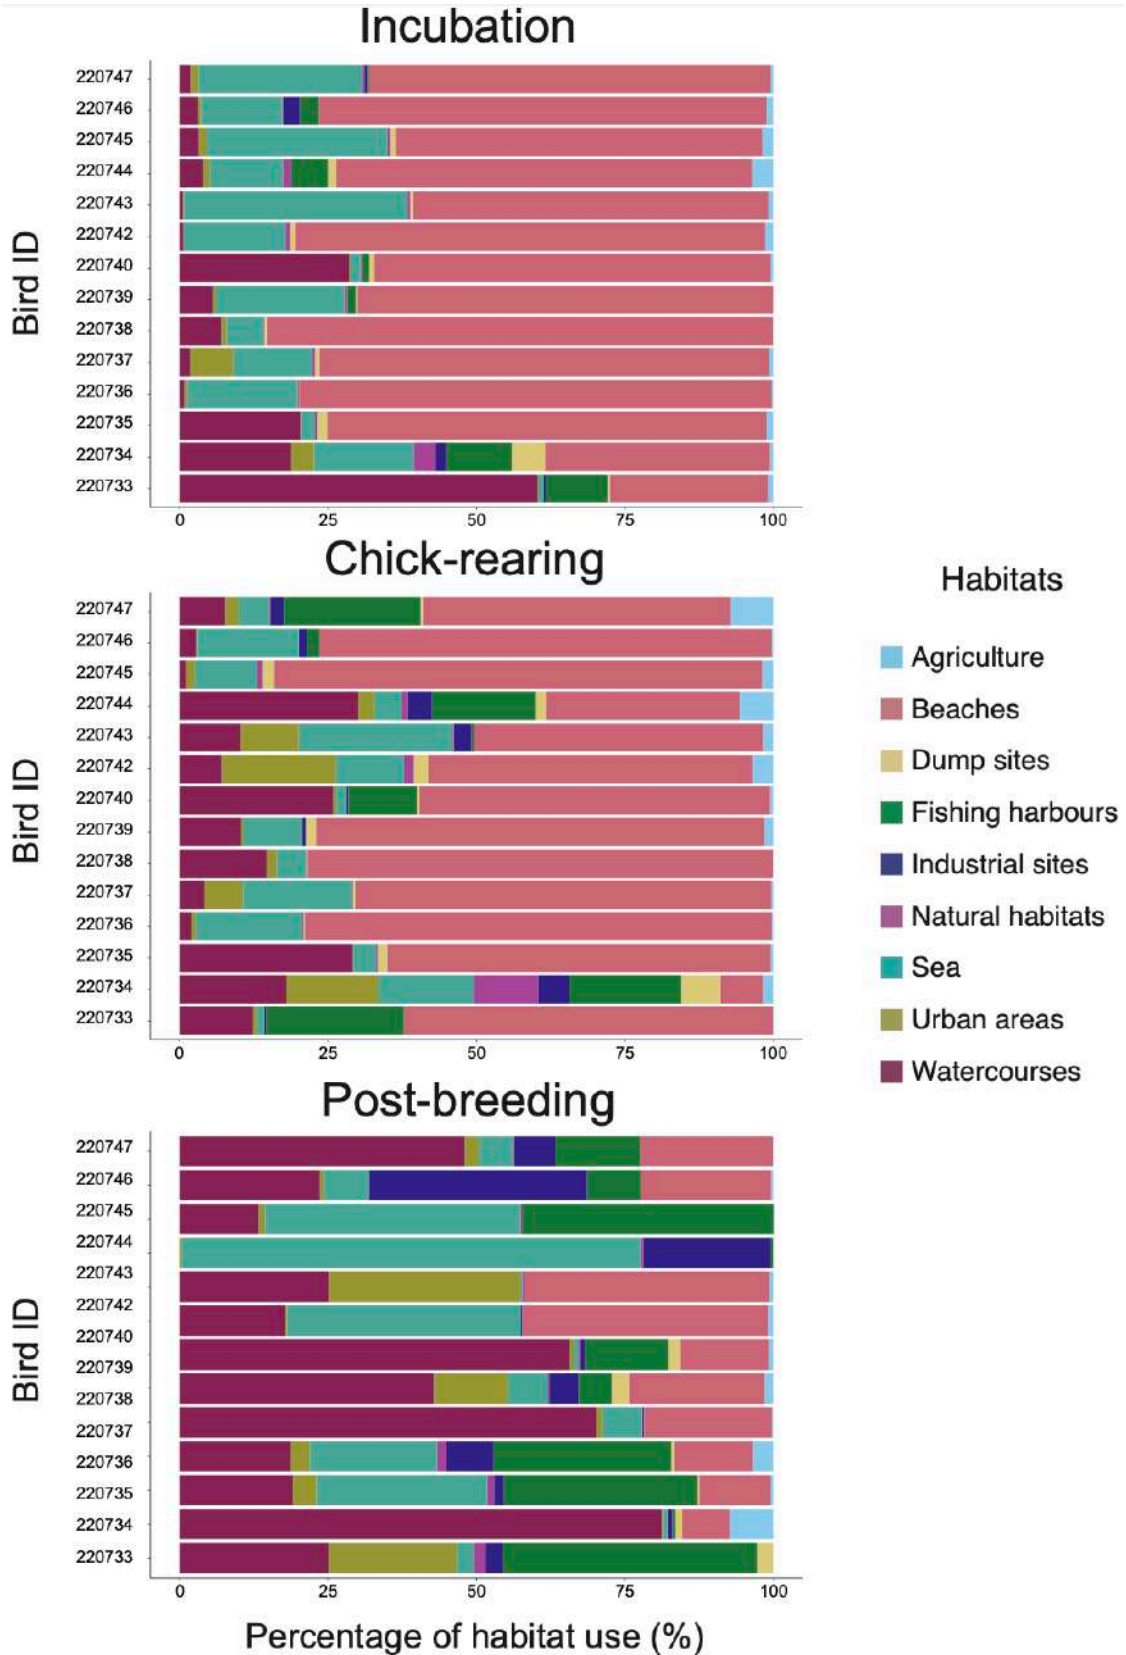 Incubation
Bird ID
220747
220746
220745
220744
220743
220742
220740
220739
220738
220737
220736
220735
220734
220733
0 25 50 75 100
Chick-rearing
Bird ID
220747
220746
220745
220744
220743
220742
220740
220739
220738
220737
220736
220735
220734
220733
0 25 50 75 100
Habitats
Agriculture
Beaches
Dump sites
Fishing harbours
Industrial sites
Natural habitats
Sea
Urban areas
Watercourses
Post-breeding
Bird ID
220747
220746
220745
220744
220743
220742
220740
220739
220738
220737
220736
220735
220734
220733
0 25 50 75 100
Percentage of habitat use (%)